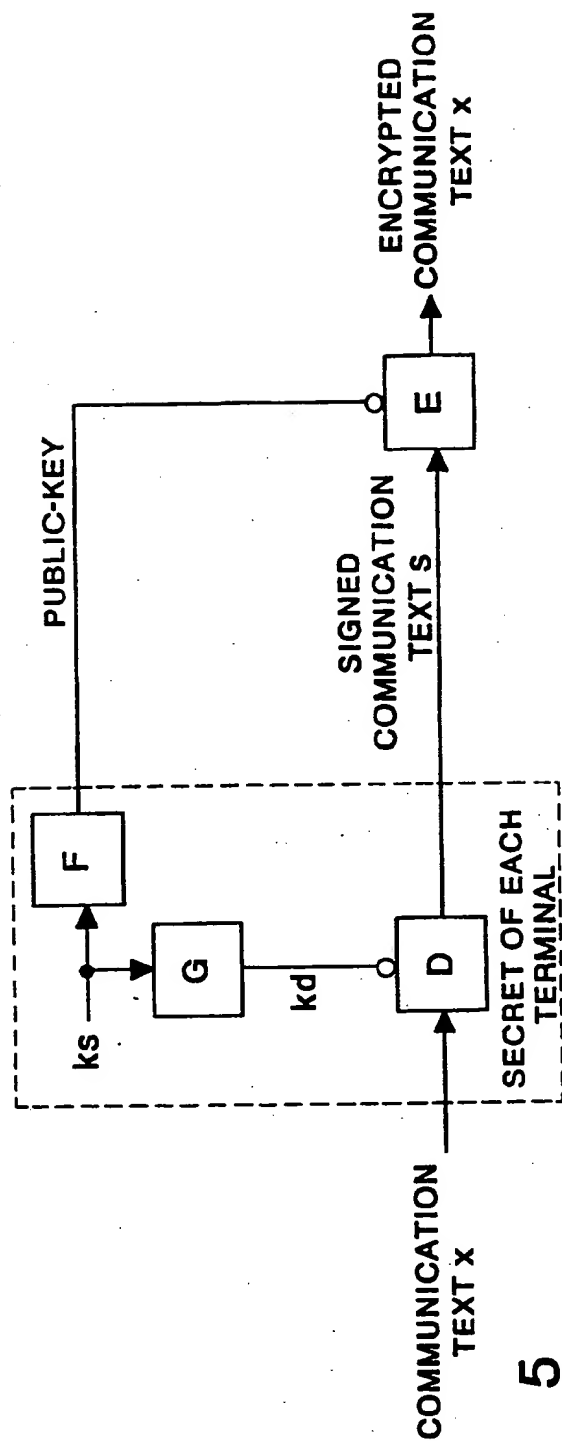 PUBLIC-KEY
F
ks
G
kd
D
E
SECRET OF EACH
TERMINAL
COMMUNICATION
TEXT x
SIGNED
COMMUNICATION
TEXT S
ENCRYPTED
COMMUNICATION
TEXT x
5